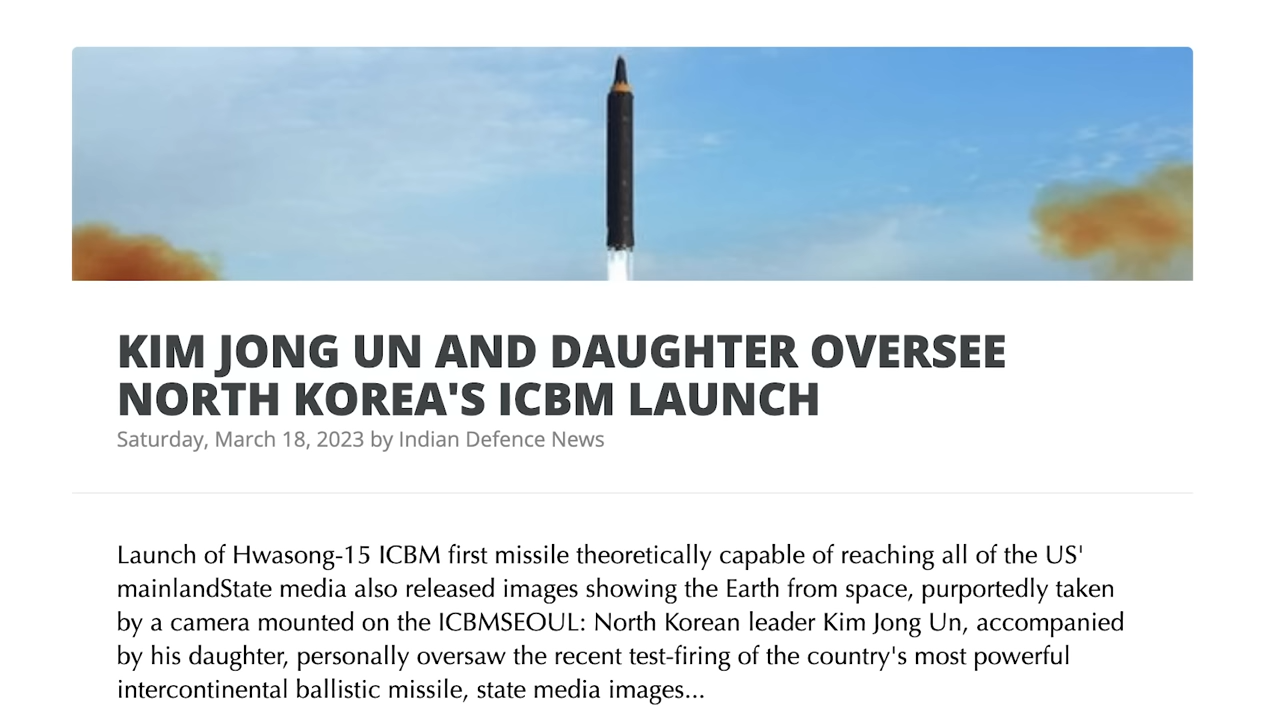 KIM JONG UN AND DAUGHTER OVERSEE
NORTH KOREA'S ICBM LAUNCH
Saturday, March 18, 2023 by Indian Defence News
Launch of Hwasong-15 ICBM first missile theoretically capable of reaching all of the US'
mainlandState media also released images showing the Earth from space, purportedly taken
by a camera mounted on the ICBMSEOUL: North Korean leader Kim Jong Un, accompanied
by his daughter, personally oversaw the recent test-firing of the country's most powerful
intercontinental ballistic missile, state media images...